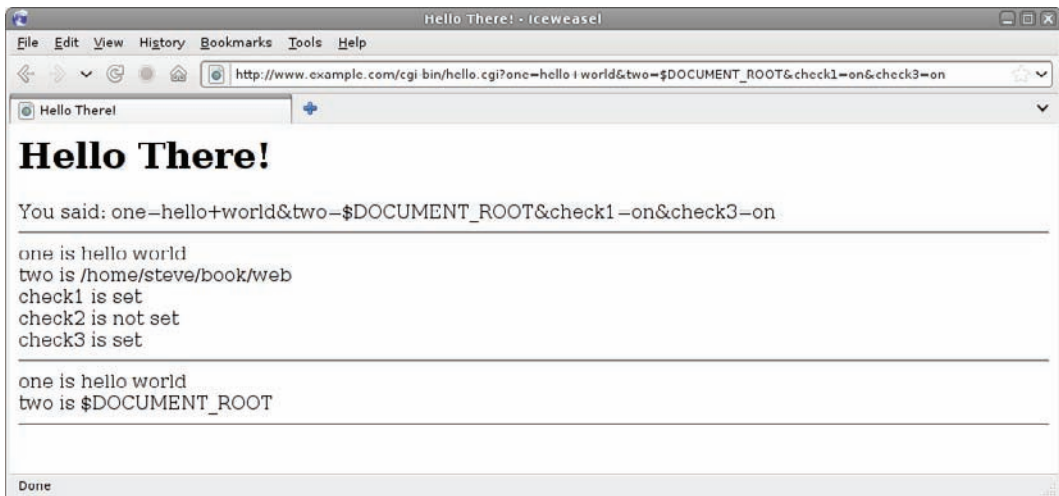 Hello There! - Iceweasel
File Edit View History Bookmarks Tools Help
http://www.example.com/cgi-bin/hello.cgi?one=hello+world&two=$DOCUMENT_ROOT&check1=on&check3=on
Hello There!
Hello There!
You said: one=hello+world&two=$DOCUMENT_ROOT&check1=on&check3=on
one is hello world
two is /home/steve/book/web
check1 is set
check2 is not set
check3 is set
one is hello world
two is $DOCUMENT_ROOT
Done